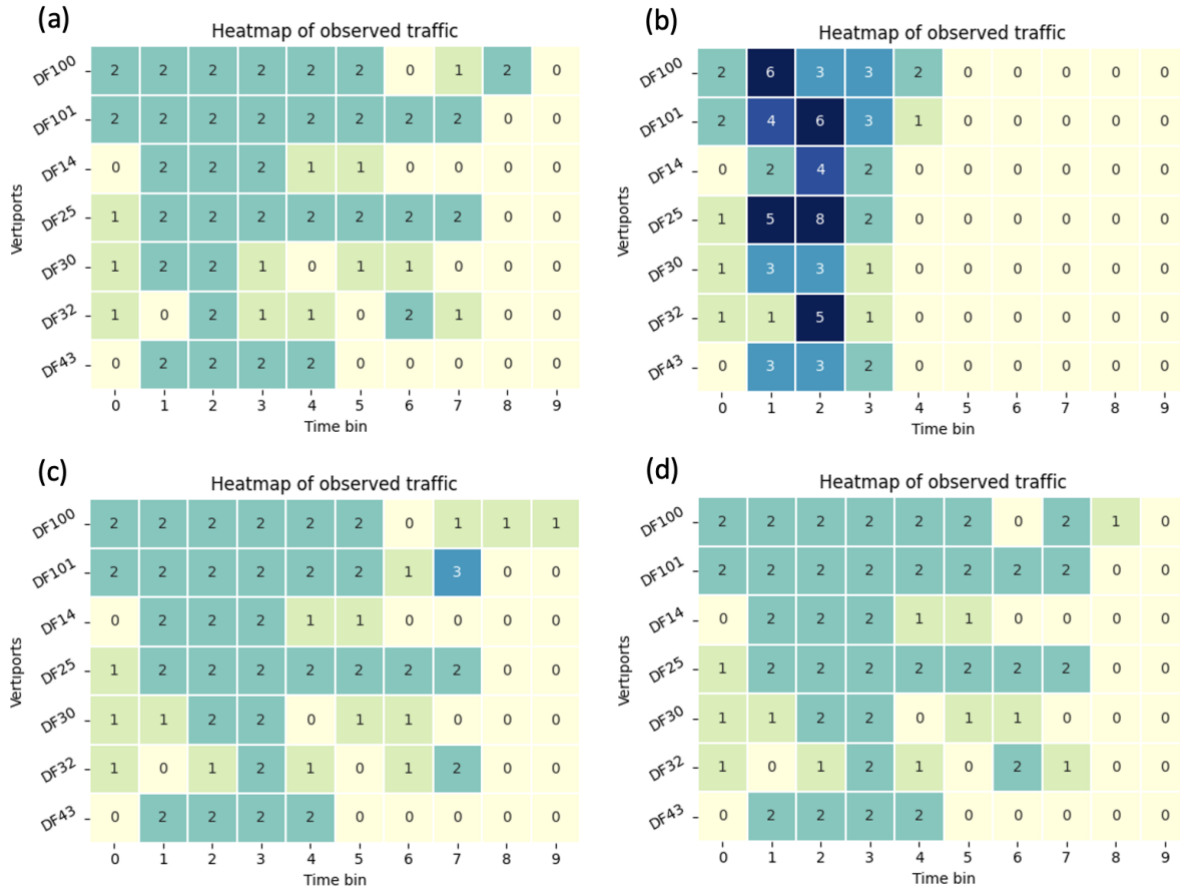 (a)
Heatmap of observed traffic
DF100 2 2 2 2 2 2 0 1 2 0
DF101 2 2 2 2 2 2 2 2 0 0
DF14 0 2 2 2 1 1 0 0 0 0
DF25 1 2 2 2 2 2 2 2 0 0
DF30 1 2 2 1 0 1 1 0 0 0
DF32 1 0 2 1 1 0 2 1 0 0
DF43 0 2 2 2 2 0 0 0 0 0
Vertiports
0 1 2 3 4 5 6 7 8 9
Time bin
(b)
Heatmap of observed traffic
DF100 2 6 3 3 2 0 0 0 0 0
DF101 2 4 6 3 1 0 0 0 0 0
DF14 0 2 4 2 0 0 0 0 0 0
DF25 1 5 8 2 0 0 0 0 0 0
DF30 1 3 3 1 0 0 0 0 0 0
DF32 1 1 5 1 0 0 0 0 0 0
DF43 0 3 3 2 0 0 0 0 0 0
Vertiports
0 1 2 3 4 5 6 7 8 9
Time bin
(c)
Heatmap of observed traffic
DF100 2 2 2 2 2 2 0 1 1 1
DF101 2 2 2 2 2 2 1 3 0 0
DF14 0 2 2 2 1 1 0 0 0 0
DF25 1 2 2 2 2 2 2 2 0 0
DF30 1 1 2 2 0 1 1 0 0 0
DF32 1 0 1 2 1 0 1 2 0 0
DF43 0 2 2 2 2 0 0 0 0 0
Vertiports
0 1 2 3 4 5 6 7 8 9
Time bin
(d)
Heatmap of observed traffic
DF100 2 2 2 2 2 2 0 2 1 0
DF101 2 2 2 2 2 2 2 2 0 0
DF14 0 2 2 2 1 1 0 0 0 0
DF25 1 2 2 2 2 2 2 2 0 0
DF30 1 1 2 2 0 1 1 0 0 0
DF32 1 0 1 2 1 0 2 1 0 0
DF43 0 2 2 2 2 0 0 0 0 0
Vertiports
0 1 2 3 4 5 6 7 8 9
Time bin